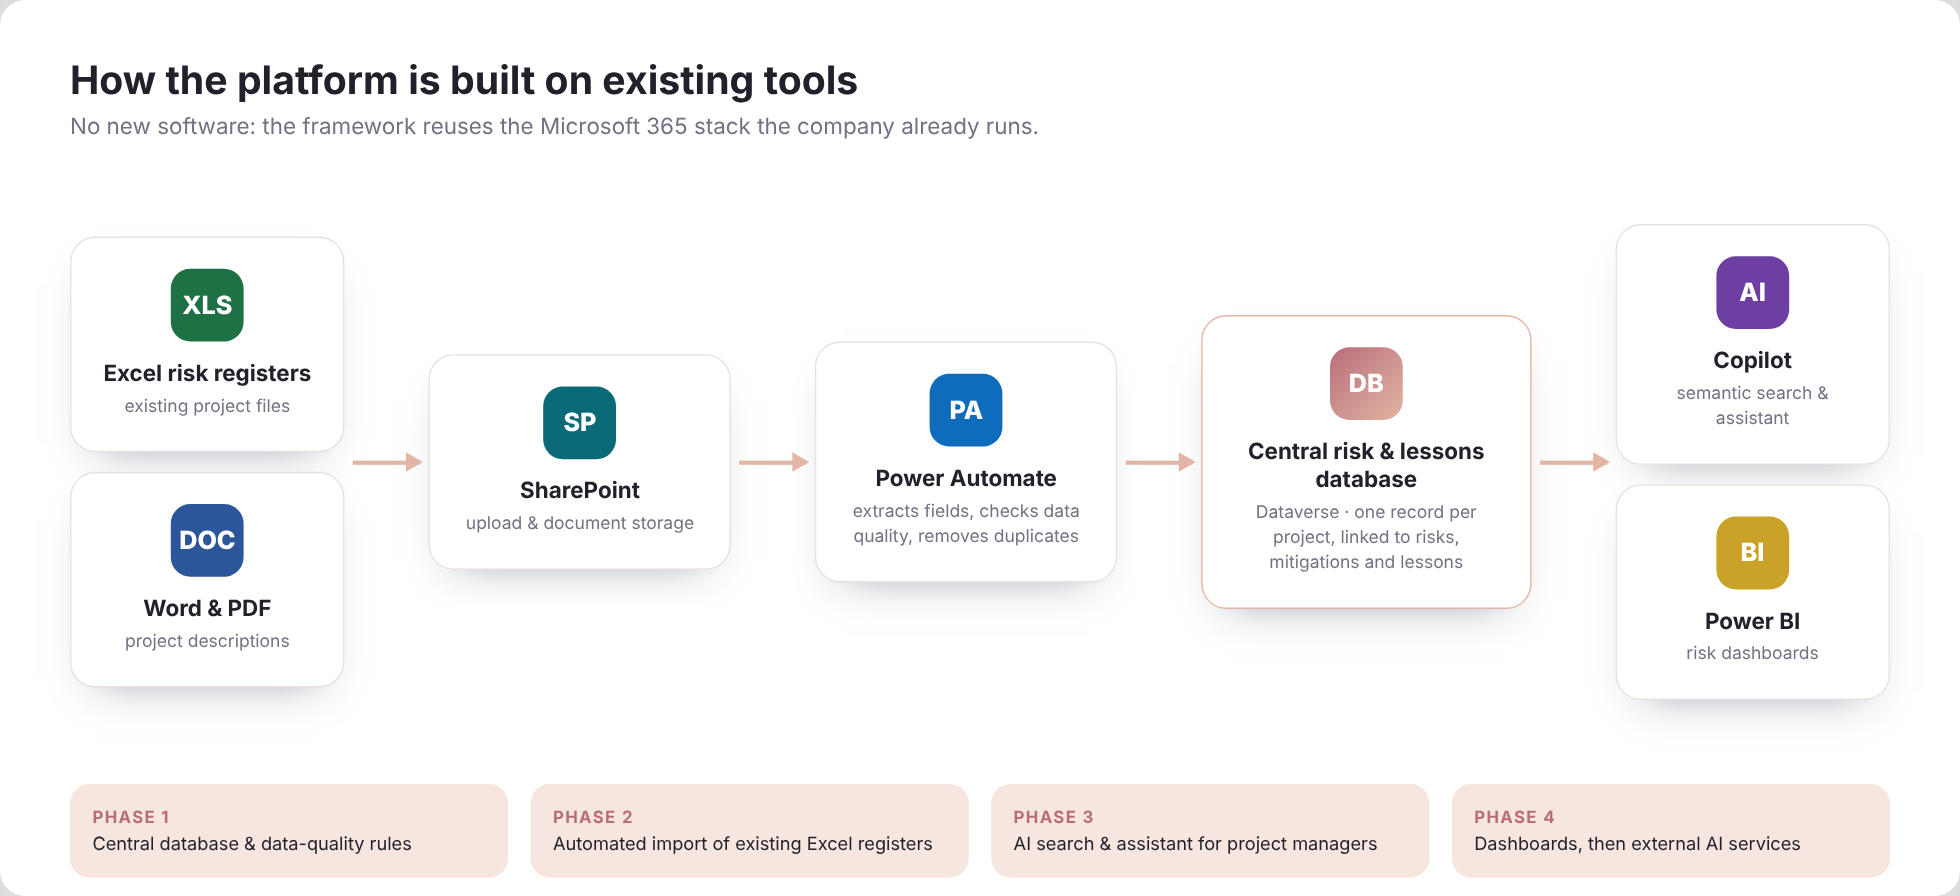 How the platform is built on existing tools
No new software: the framework reuses the Microsoft 365 stack the company already runs.
XLS
Excel risk registers
existing project files
DOC
Word & PDF
project descriptions
SP
SharePoint
upload & document storage
PA
Power Automate
extracts fields, checks data
quality, removes duplicates
DB
Central risk & lessons
database
Dataverse · one record per
project, linked to risks,
mitigations and lessons
AI
Copilot
semantic search &
assistant
BI
Power BI
risk dashboards
PHASE 1
Central database & data-quality rules
PHASE 2
Automated import of existing Excel registers
PHASE 3
AI search & assistant for project managers
PHASE 4
Dashboards, then external AI services